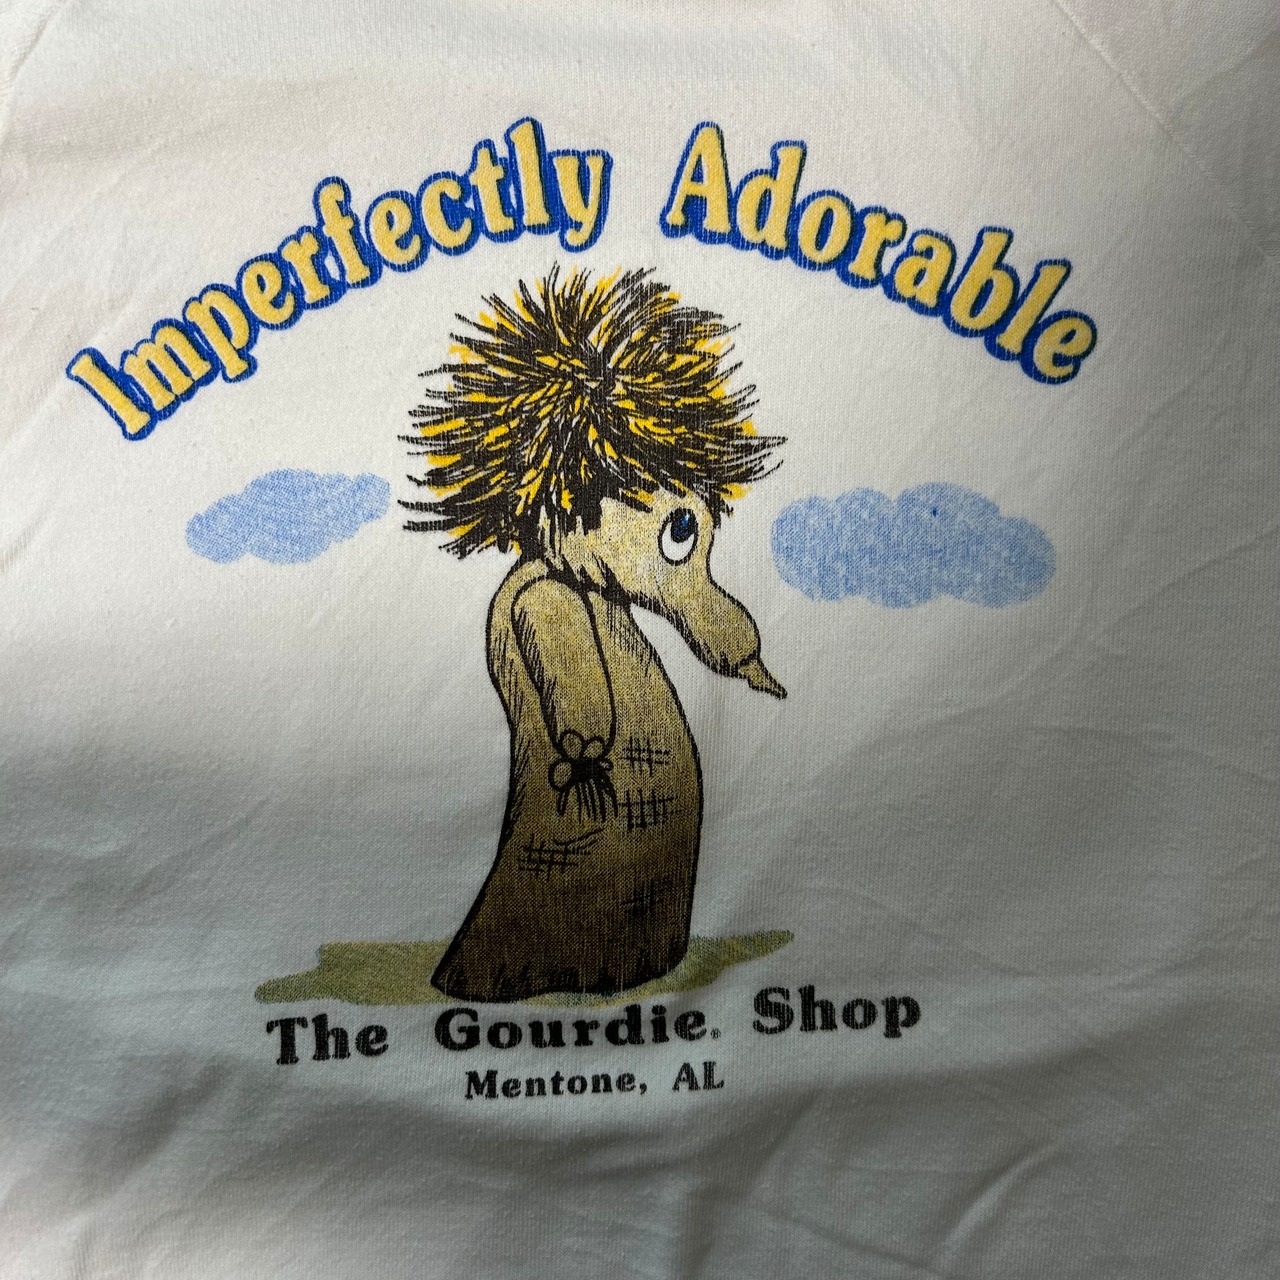 Imperfectly Adorable
The Gourdie® Shop
Mentone, AL